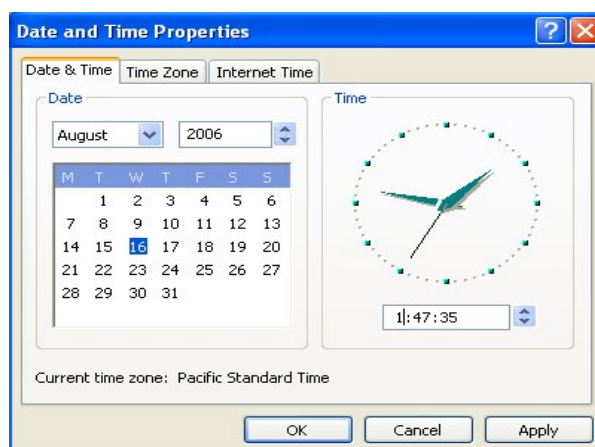 Date and Time Properties
Date & Time Time Zone Internet Time
Date
August 2006
M T W T F S S
1 2 3 4 5 6
7 8 9 10 11 12 13
14 15 16 17 18 19 20
21 22 23 24 25 26 27
28 29 30 31
Time
1:47:35
Current time zone: Pacific Standard Time
OK Cancel Apply